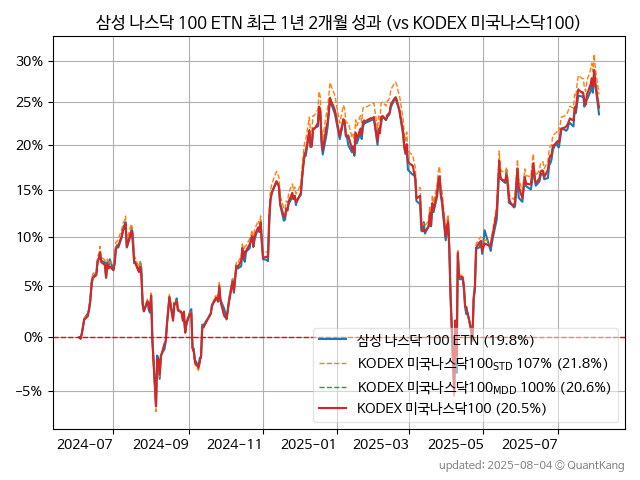 삼성 나스닥 100 ETN 최근 1년 2개월 성과 (vs KODEX 미국나스닥100)
30%
25%
20%
15%
10%
5%
0%
−5%
삼성 나스닥 100 ETN (19.8%)
KODEX 미국나스닥100STD 107% (21.8%)
KODEX 미국나스닥100MDD 100% (20.6%)
KODEX 미국나스닥100 (20.5%)
2024-07 2024-09 2024-11 2025-01 2025-03 2025-05 2025-07
updated: 2025-08-04 © QuantKang